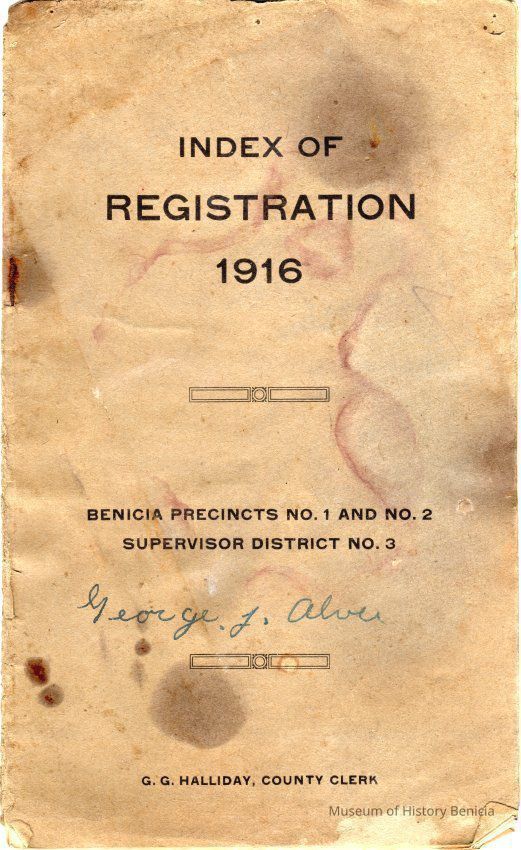 INDEX OF
REGISTRATION
1916
BENICIA PRECINCTS NO. 1 AND NO. 2
SUPERVISOR DISTRICT NO. 3
George. J.
G. G. HALLIDAY, COUNTY CLERK
Museum of History Benicia